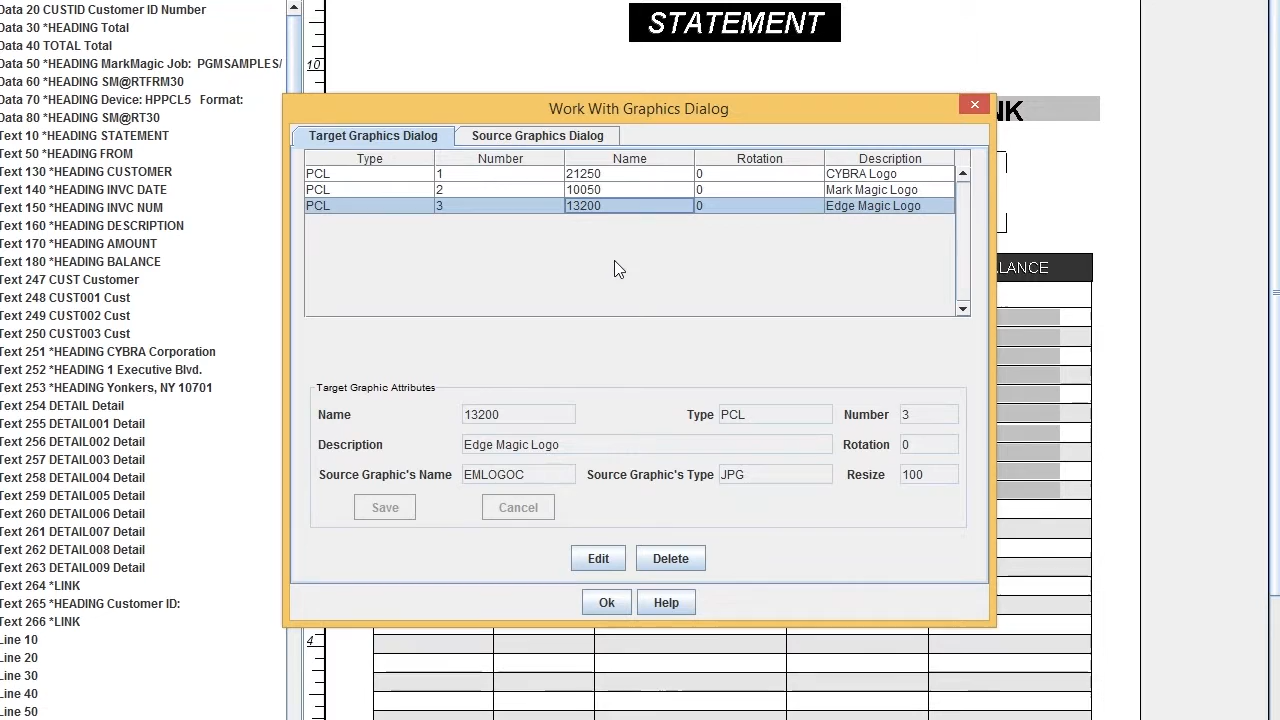 Data 20 CUSTID Customer ID Number
Data 30 *HEADING Total
Data 40 TOTAL Total
Data 50 *HEADING MarkMagic Job:  PGMSAMPLES/
Data 60 *HEADING SM@RTFRM30
Data 70 *HEADING Device: HPPCL5   Format:
Data 80 *HEADING SM@RT30
Text 10 *HEADING STATEMENT
Text 50 *HEADING FROM
Text 130 *HEADING CUSTOMER
Text 140 *HEADING INVC DATE
Text 150 *HEADING INVC NUM
Text 160 *HEADING DESCRIPTION
Text 170 *HEADING AMOUNT
Text 180 *HEADING BALANCE
Text 247 CUST Customer
Text 248 CUST001 Cust
Text 249 CUST002 Cust
Text 250 CUST003 Cust
Text 251 *HEADING CYBRA Corporation
Text 252 *HEADING 1 Executive Blvd.
Text 253 *HEADING Yonkers, NY 10701
Text 254 DETAIL Detail
Text 255 DETAIL001 Detail
Text 256 DETAIL002 Detail
Text 257 DETAIL003 Detail
Text 258 DETAIL004 Detail
Text 259 DETAIL005 Detail
Text 260 DETAIL006 Detail
Text 261 DETAIL007 Detail
Text 262 DETAIL008 Detail
Text 263 DETAIL009 Detail
Text 264 *LINK
Text 265 *HEADING Customer ID:
Text 266 *LINK
Line 10
Line 20
Line 30
Line 40
Line 50
STATEMENT
10
NK
LANCE
4
Work With Graphics Dialog
Target Graphics Dialog Source Graphics Dialog
Type Number Name Rotation Description
PCL 1 21250 0 CYBRA Logo
PCL 2 10050 0 Mark Magic Logo
PCL 3 13200 0 Edge Magic Logo
Target Graphic Attributes
Name 13200 Type PCL Number 3
Description Edge Magic Logo Rotation 0
Source Graphic's Name EMLOGOC Source Graphic's Type JPG Resize 100
Save Cancel
Edit Delete
Ok Help